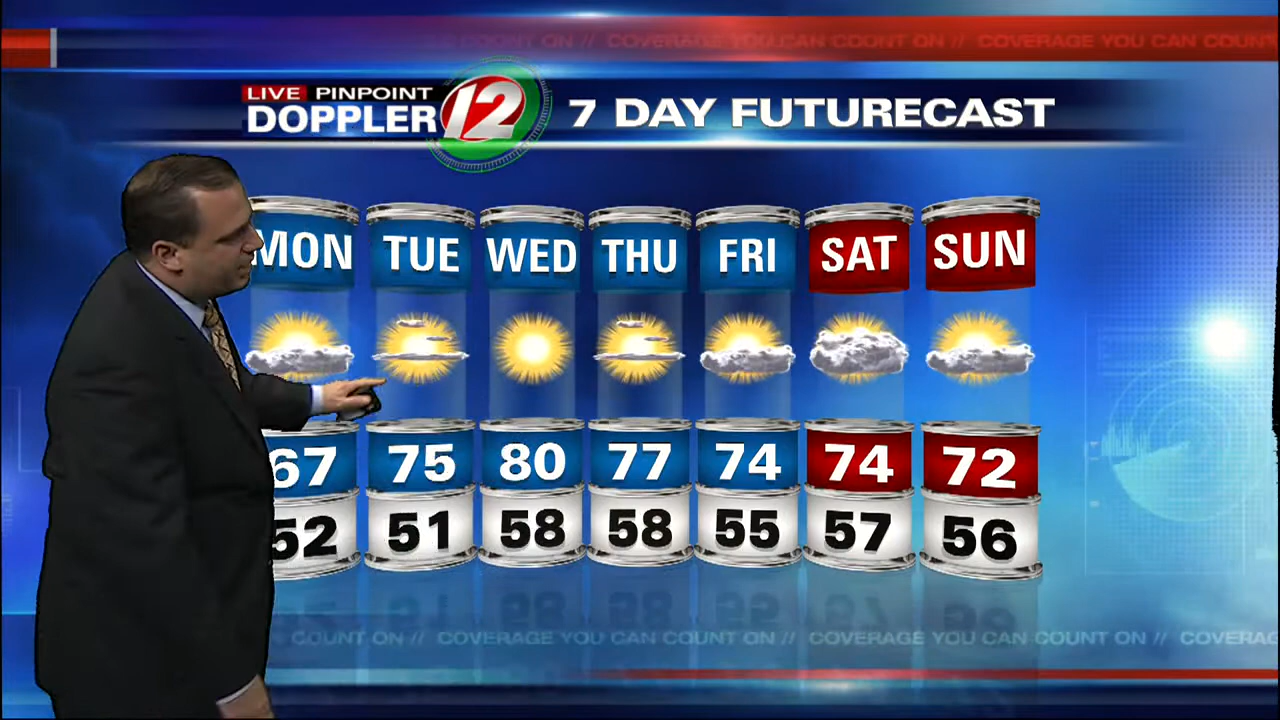 COVERAGE YOU CAN COUNT ON // COVERAGE YOU CAN COUNT
LIVE PINPOINT
DOPPLER 12
7 DAY FUTURECAST
MON TUE WED THU FRI SAT SUN
67 75 80 77 74 74 72
52 51 58 58 55 57 56
COUNT ON // COVERAGE YOU CAN COUNT ON // COVERAGE YOU CAN COUNT ON // COVERAG